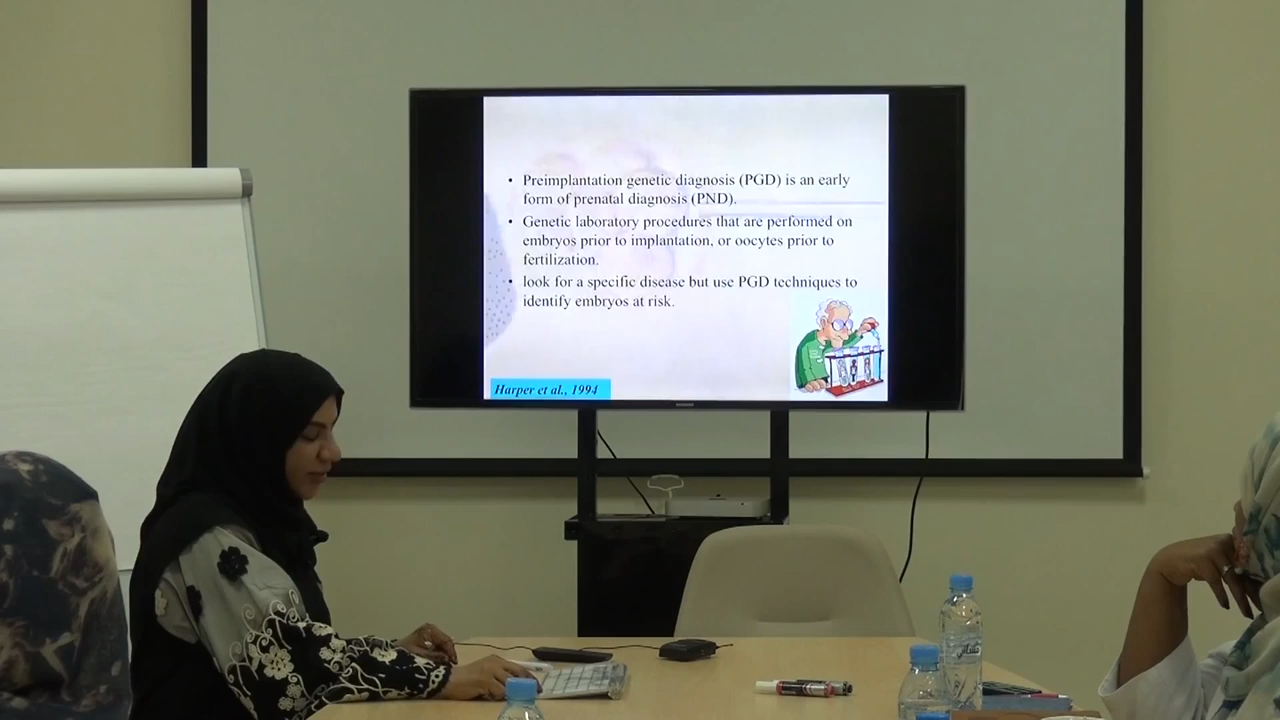 • Preimplantation genetic diagnosis (PGD) is an early
form of prenatal diagnosis (PND).
• Genetic laboratory procedures that are performed on
embryos prior to implantation, or oocytes prior to
fertilization.
• look for a specific disease but use PGD techniques to
identify embryos at risk.
Harper et al., 1994